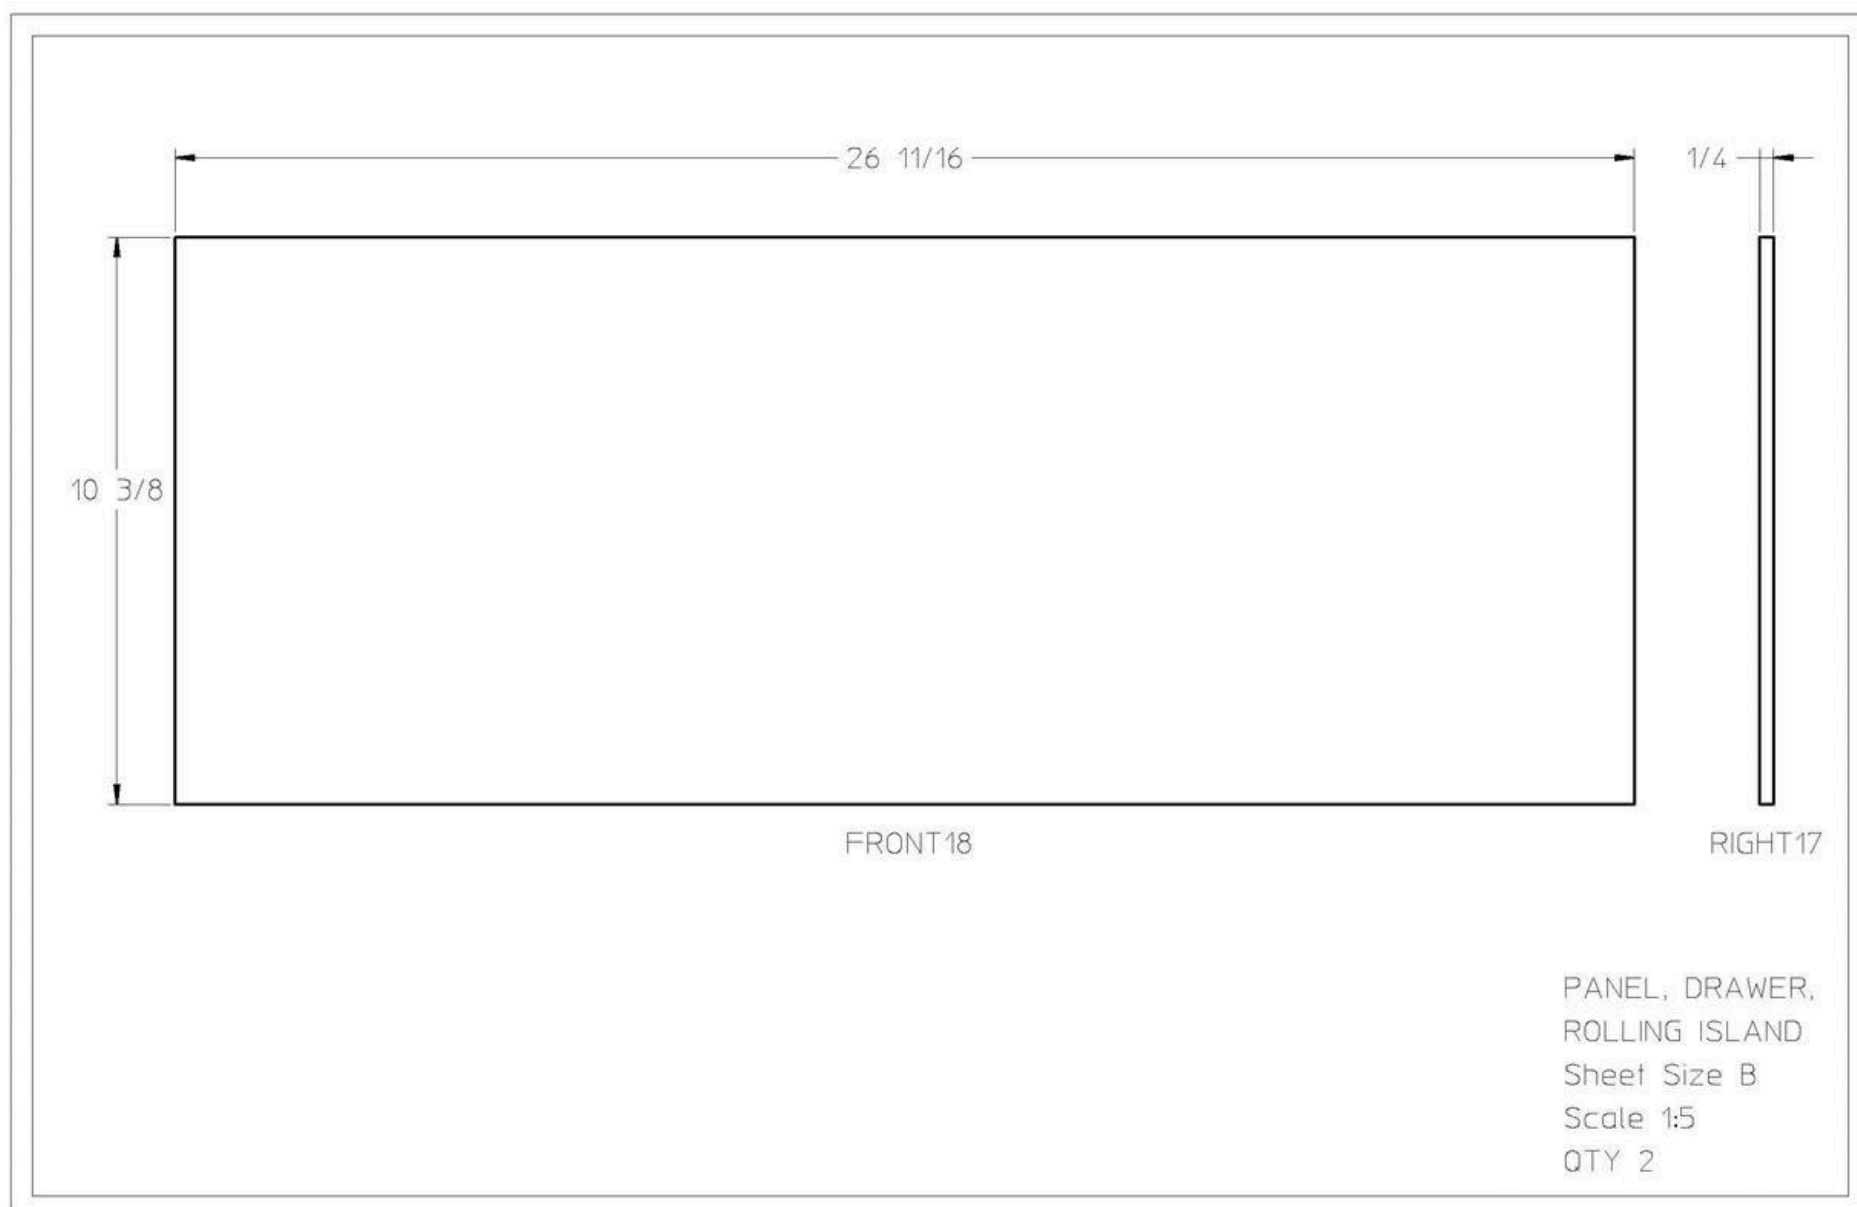 26 11/16
1/4
10 3/8
FRONT18
RIGHT17
PANEL, DRAWER,
ROLLING ISLAND
Sheet Size B
Scale 1:5
QTY 2